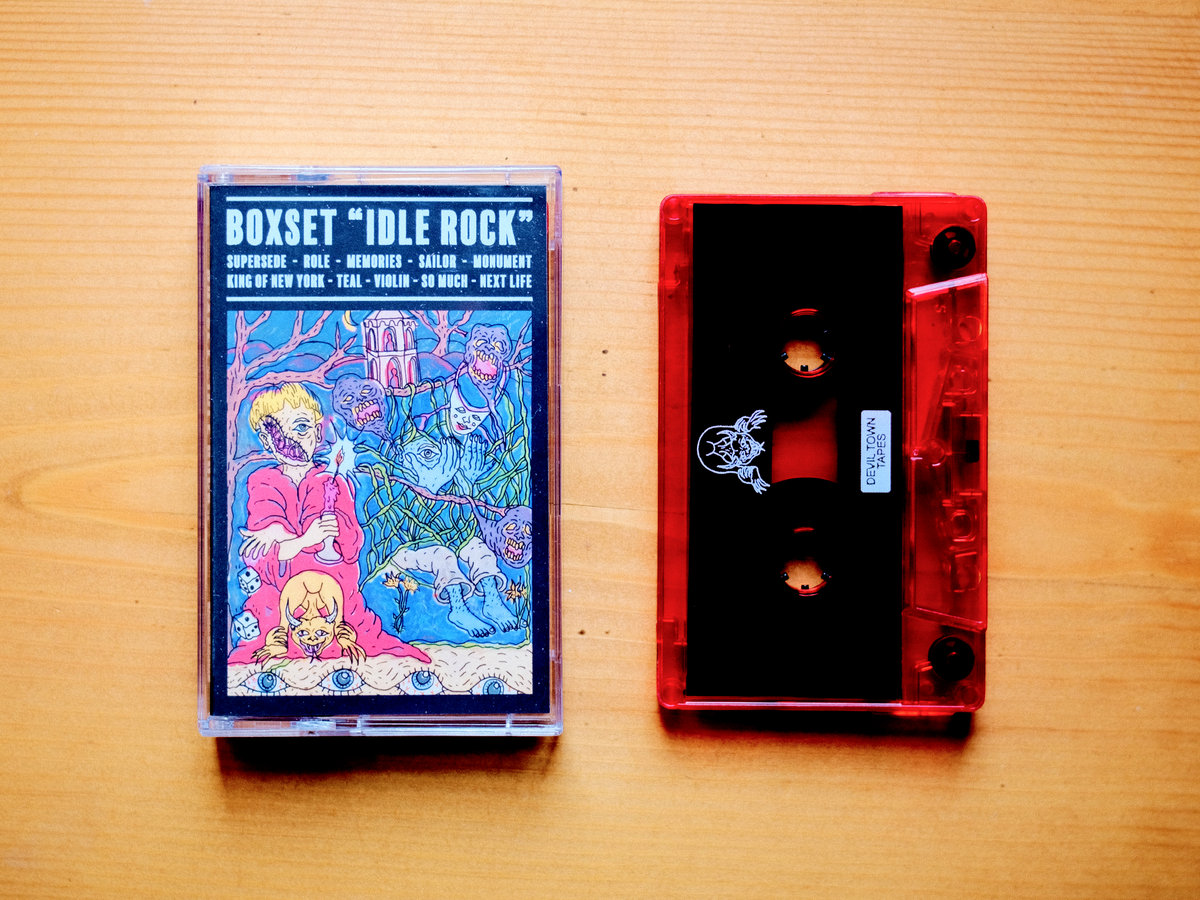 BOXSET “IDLE ROCK”
SUPERSEDE - ROLE - MEMORIES - SAILOR - MONUMENT
KING OF NEW YORK - TEAL - VIOLIN - SO MUCH - NEXT LIFE
DEVIL TOWN
TAPES